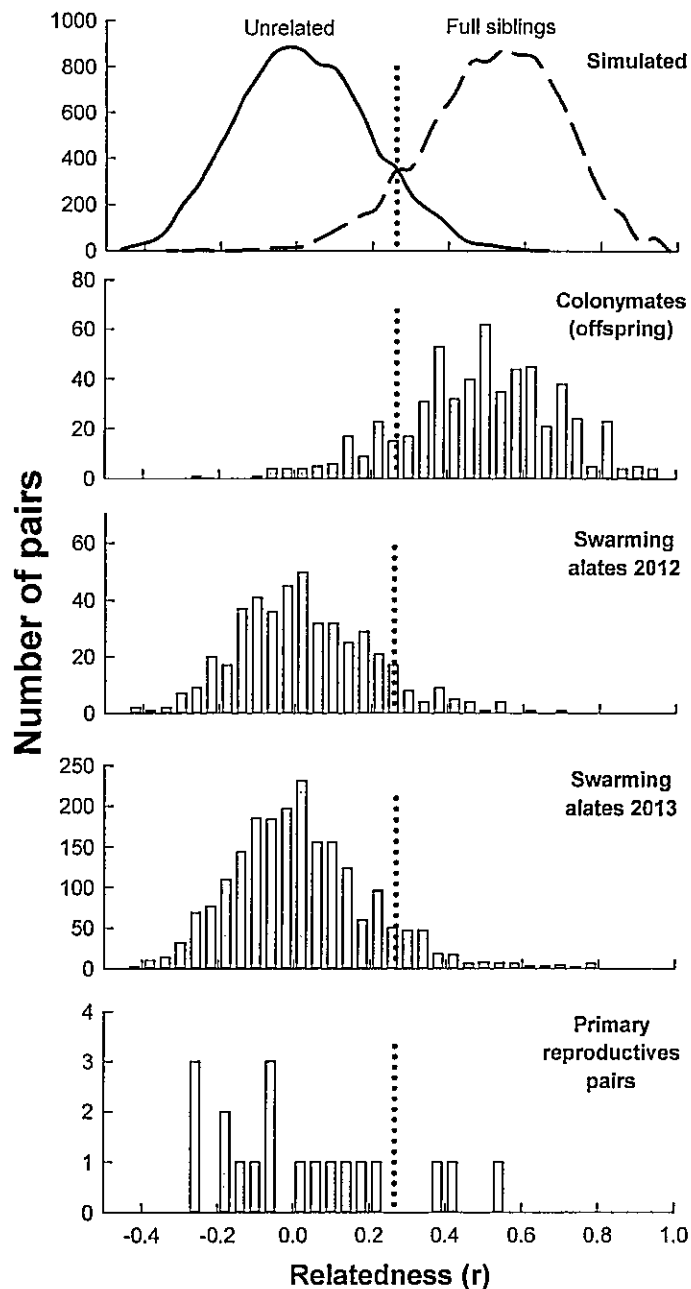 Unrelated
Full siblings
Simulated
1000
800
600
400
200
0
Colonymates
(offspring)
80
60
40
20
0
Swarming
alates 2012
60
40
20
0
Swarming
alates 2013
250
200
150
100
50
0
Primary
reproductives
pairs
4
3
2
1
0
Number of pairs
-0.4 -0.2 0.0 0.2 0.4 0.6 0.8 1.0
Relatedness (r)